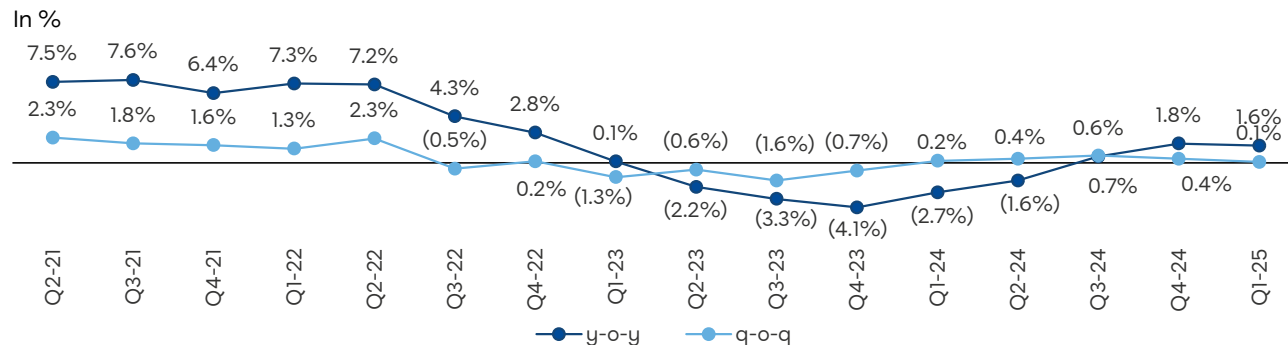 In %
7.5% 7.6% 6.4% 7.3% 7.2% 4.3% 2.8% 0.1% (0.6%) (1.6%) (0.7%) 0.2% 0.4% 0.6% 1.8% 1.6%
2.3% 1.8% 1.6% 1.3% 2.3% (0.5%) 0.1%
0.2% (1.3%) (2.2%) (3.3%) (4.1%) (2.7%) (1.6%) 0.7% 0.4%
Q2-21 Q3-21 Q4-21 Q1-22 Q2-22 Q3-22 Q4-22 Q1-23 Q2-23 Q3-23 Q4-23 Q1-24 Q2-24 Q3-24 Q4-24 Q1-25
y-o-y q-o-q